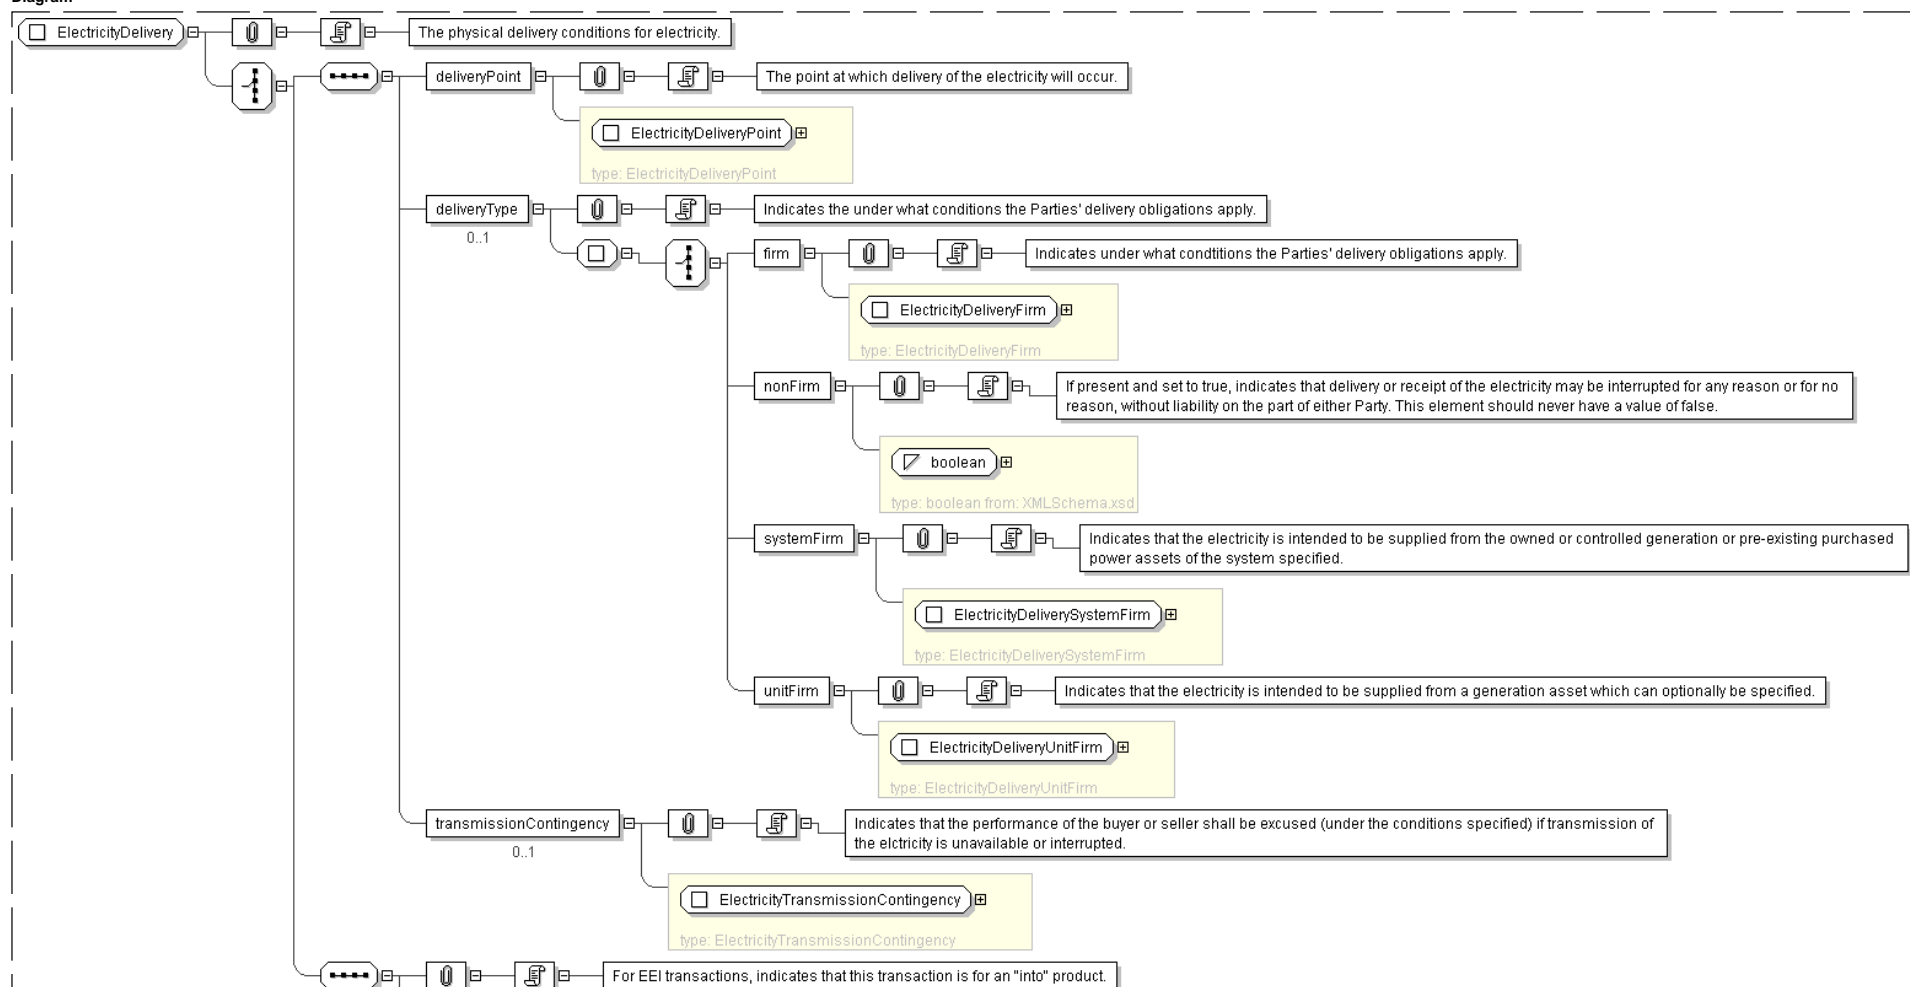 Diagram
ElectricityDelivery
The physical delivery conditions for electricity.
deliveryPoint
The point at which delivery of the electricity will occur.
ElectricityDeliveryPoint
type: ElectricityDeliveryPoint
deliveryType
Indicates the under what conditions the Parties' delivery obligations apply.
0..1
firm
Indicates under what condtitions the Parties' delivery obligations apply.
ElectricityDeliveryFirm
type: ElectricityDeliveryFirm
nonFirm
If present and set to true, indicates that delivery or receipt of the electricity may be interrupted for any reason or for no
reason, without liability on the part of either Party. This element should never have a value of false.
boolean
type: boolean from: XMLSchema.xsd
systemFirm
Indicates that the electricity is intended to be supplied from the owned or controlled generation or pre-existing purchased
power assets of the system specified.
ElectricityDeliverySystemFirm
type: ElectricityDeliverySystemFirm
unitFirm
Indicates that the electricity is intended to be supplied from a generation asset which can optionally be specified.
ElectricityDeliveryUnitFirm
type: ElectricityDeliveryUnitFirm
transmissionContingency
Indicates that the performance of the buyer or seller shall be excused (under the conditions specified) if transmission of
the elctricity is unavailable or interrupted.
0..1
ElectricityTransmissionContingency
type: ElectricityTransmissionContingency
For EEI transactions, indicates that this transaction is for an "into" product.